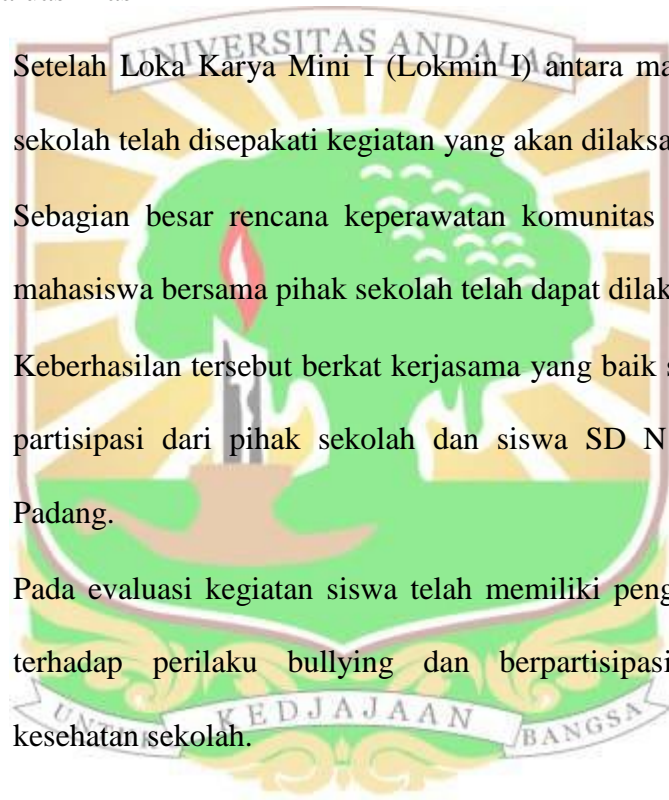 UNIVERSITAS ANDALAS
Setelah Loka Karya Mini I (Lokmin I) antara ma
sekolah telah disepakati kegiatan yang akan dilaksa
Sebagian besar rencana keperawatan komunitas
mahasiswa bersama pihak sekolah telah dapat dilak
Keberhasilan tersebut berkat kerjasama yang baik s
partisipasi dari pihak sekolah dan siswa SD N
Padang.
Pada evaluasi kegiatan siswa telah memiliki peng
terhadap perilaku bullying dan berpartisipasi
UNTUK KEDJAJAAN BANGSA
kesehatan sekolah.